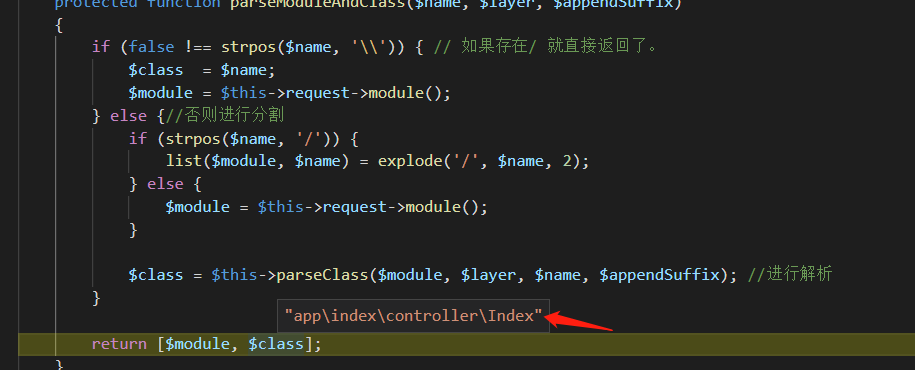 protected function parseModuleAndClass($name, $layer, $appendSuffix)
{
if (false !== strpos($name, '\\')) { // 如果存在/ 就直接返回了。
$class  = $name;
$module = $this->request->module();
} else {//否则进行分割
if (strpos($name, '/')) {
list($module, $name) = explode('/', $name, 2);
} else {
$module = $this->request->module();
}
$class = $this->parseClass($module, $layer, $name, $appendSuffix); //进行解析
}
"app\index\controller\Index"
return [$module, $class];
}